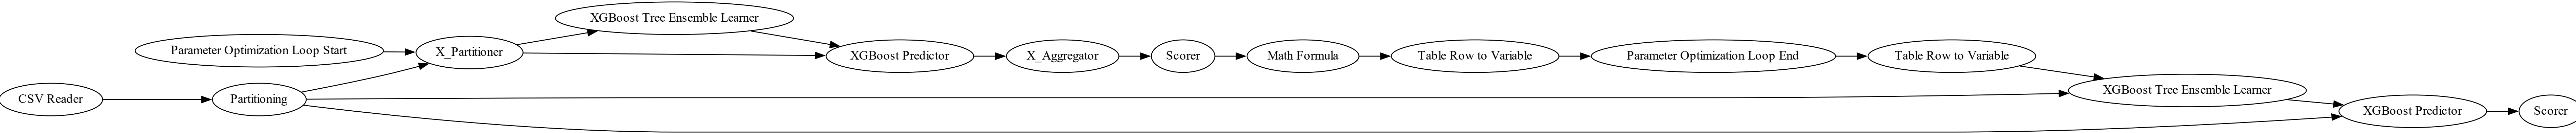 XGBoost Tree Ensemble Learner
Parameter Optimization Loop Start
X_Partitioner
XGBoost Predictor
X_Aggregator
Scorer
Math Formula
Table Row to Variable
Parameter Optimization Loop End
Table Row to Variable
CSV Reader
Partitioning
XGBoost Tree Ensemble Learner
XGBoost Predictor
Scorer